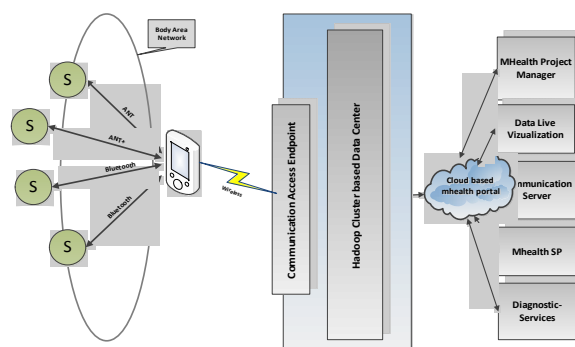 Body Area
Network
S
S
S
S
ANT
ANT+
Bluetooth
Bluetooth
Wireless
Communication Access Endpoint
Hadoop Cluster based Data Center
Cloud based
mhealth portal
MHealth Project
Manager
Data Live
Vizualization
mmunication
Server
Mhealth SP
Diagnostic-
Services